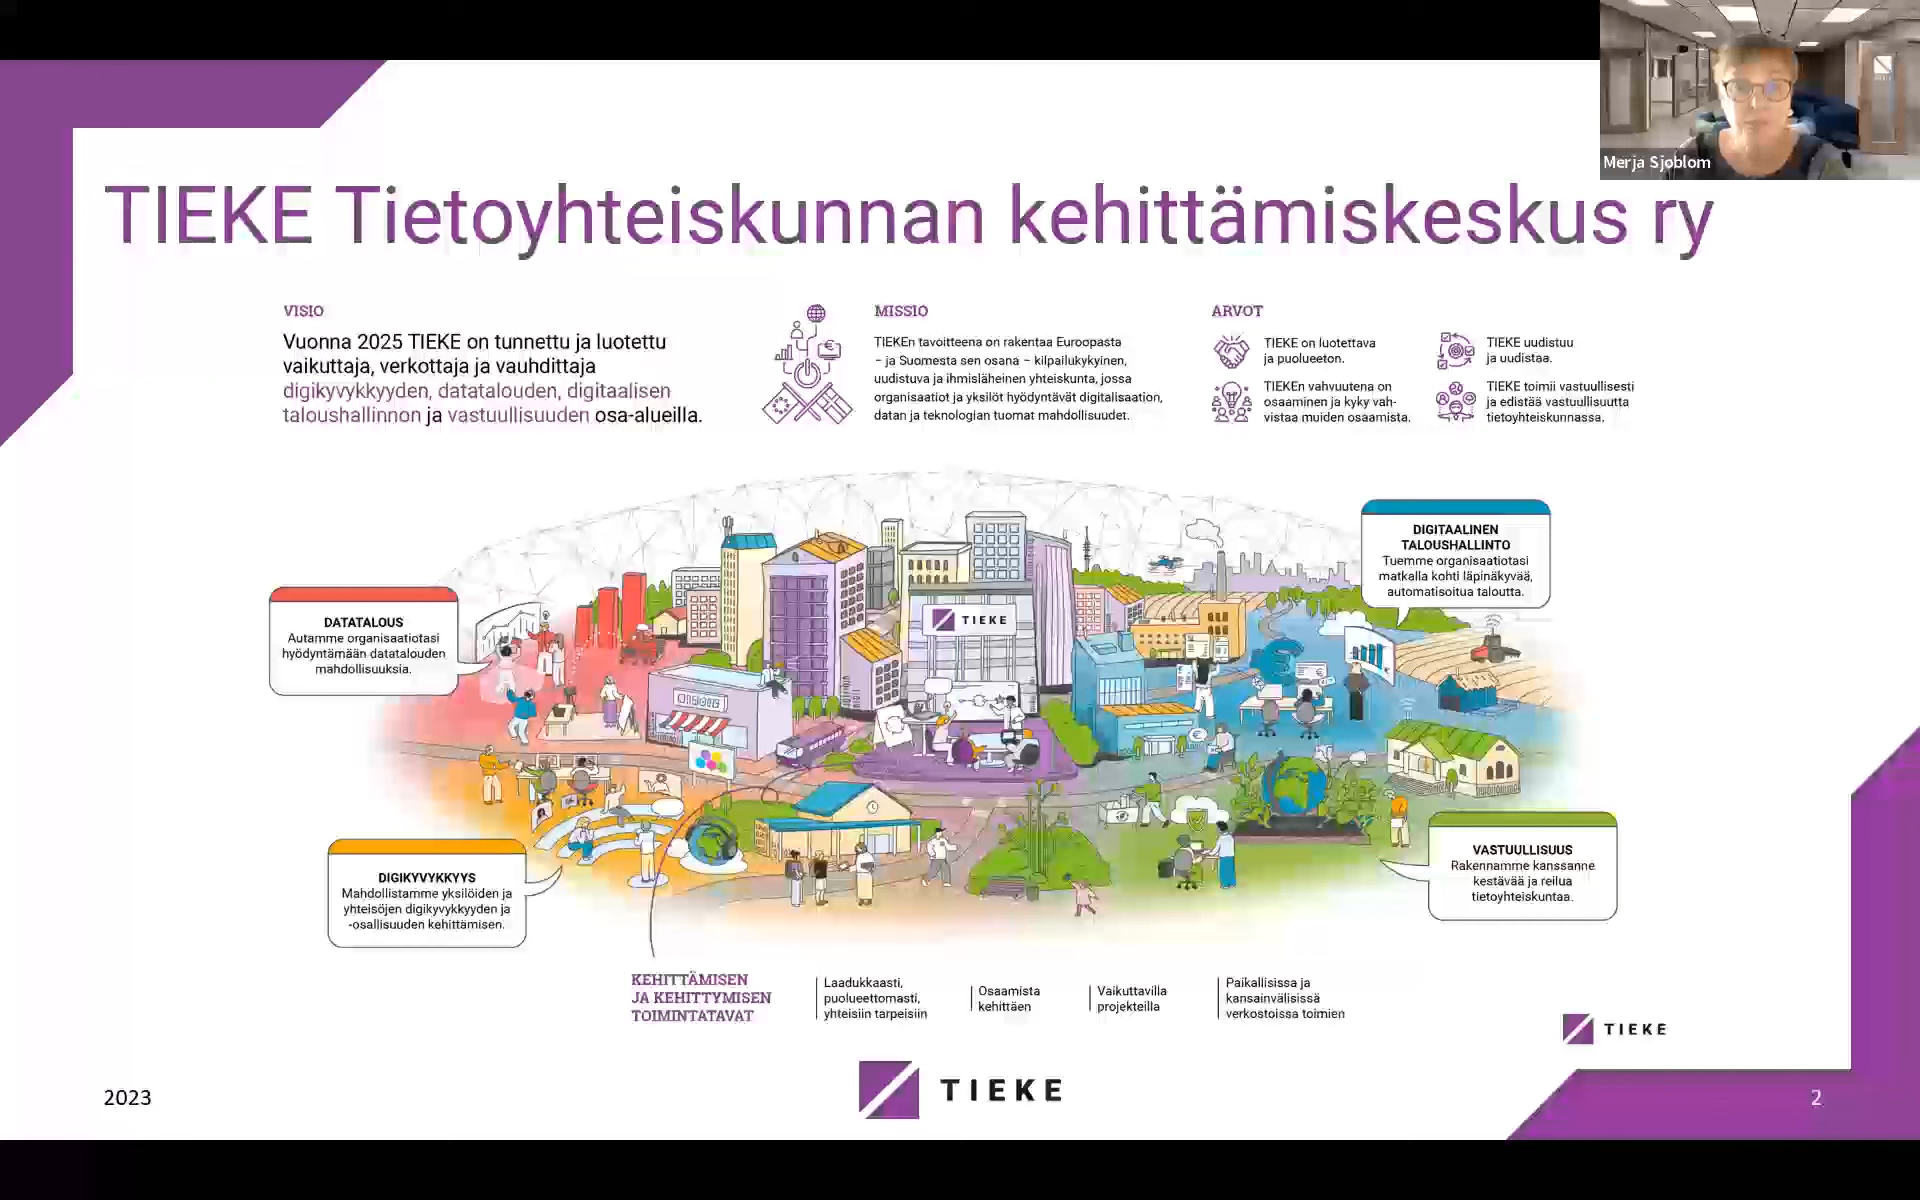 Merja Sjöblom
TIEKE Tietoyhteiskunnan kehittämiskeskus ry
VISIO
Vuonna 2025 TIEKE on tunnettu ja luotettu
vaikuttaja, verkottaja ja vauhdittaja
digikyvykkyyden, datatalouden, digitaalisen
taloushallinnon ja vastuullisuuden osa-alueilla.
MISSIO
TIEKEn tavoitteena on rakentaa Euroopasta
– ja Suomesta sen osana – kilpailukykyinen,
uudistuva ja ihmisläheinen yhteiskunta, jossa
organisaatiot ja yksilöt hyödyntävät digitalisaation,
datan ja teknologian tuomat mahdollisuudet.
ARVOT
TIEKE on luotettava
ja puolueeton.
TIEKEn vahvuutena on
osaaminen ja kyky vah-
vistaa muiden osaamista.
TIEKE uudistuu
ja uudistaa.
TIEKE toimii vastuullisesti
ja edistää vastuullisuutta
tietoyhteiskunnassa.
DATATALOUS
Autamme organisaatiotasi
hyödyntämään datatalouden
mahdollisuuksia.
TIEKE
DIGITAALINEN
TALOUSHALLINTO
Tuemme organisaatiotasi
matkalla kohti läpinäkyvää,
automatisoitua taloutta.
DIGIKYVYKKYYS
Mahdollistamme yksilöiden ja
yhteisöjen digikyvykkyyden ja
-osallisuuden kehittämisen.
VASTUULLISUUS
Rakennamme kanssanne
kestävää ja reilua
tietoyhteiskuntaa.
KEHITTÄMISEN
JA KEHITTYMISEN
TOIMINTATAVAT
Laadukkaasti,
puolueettomasti,
yhteisiin tarpeisiin
Osaamista
kehittäen
Vaikuttavilla
projekteilla
Paikallisissa ja
kansainvälisissä
verkostoissa toimien
TIEKE
2023
TIEKE
2